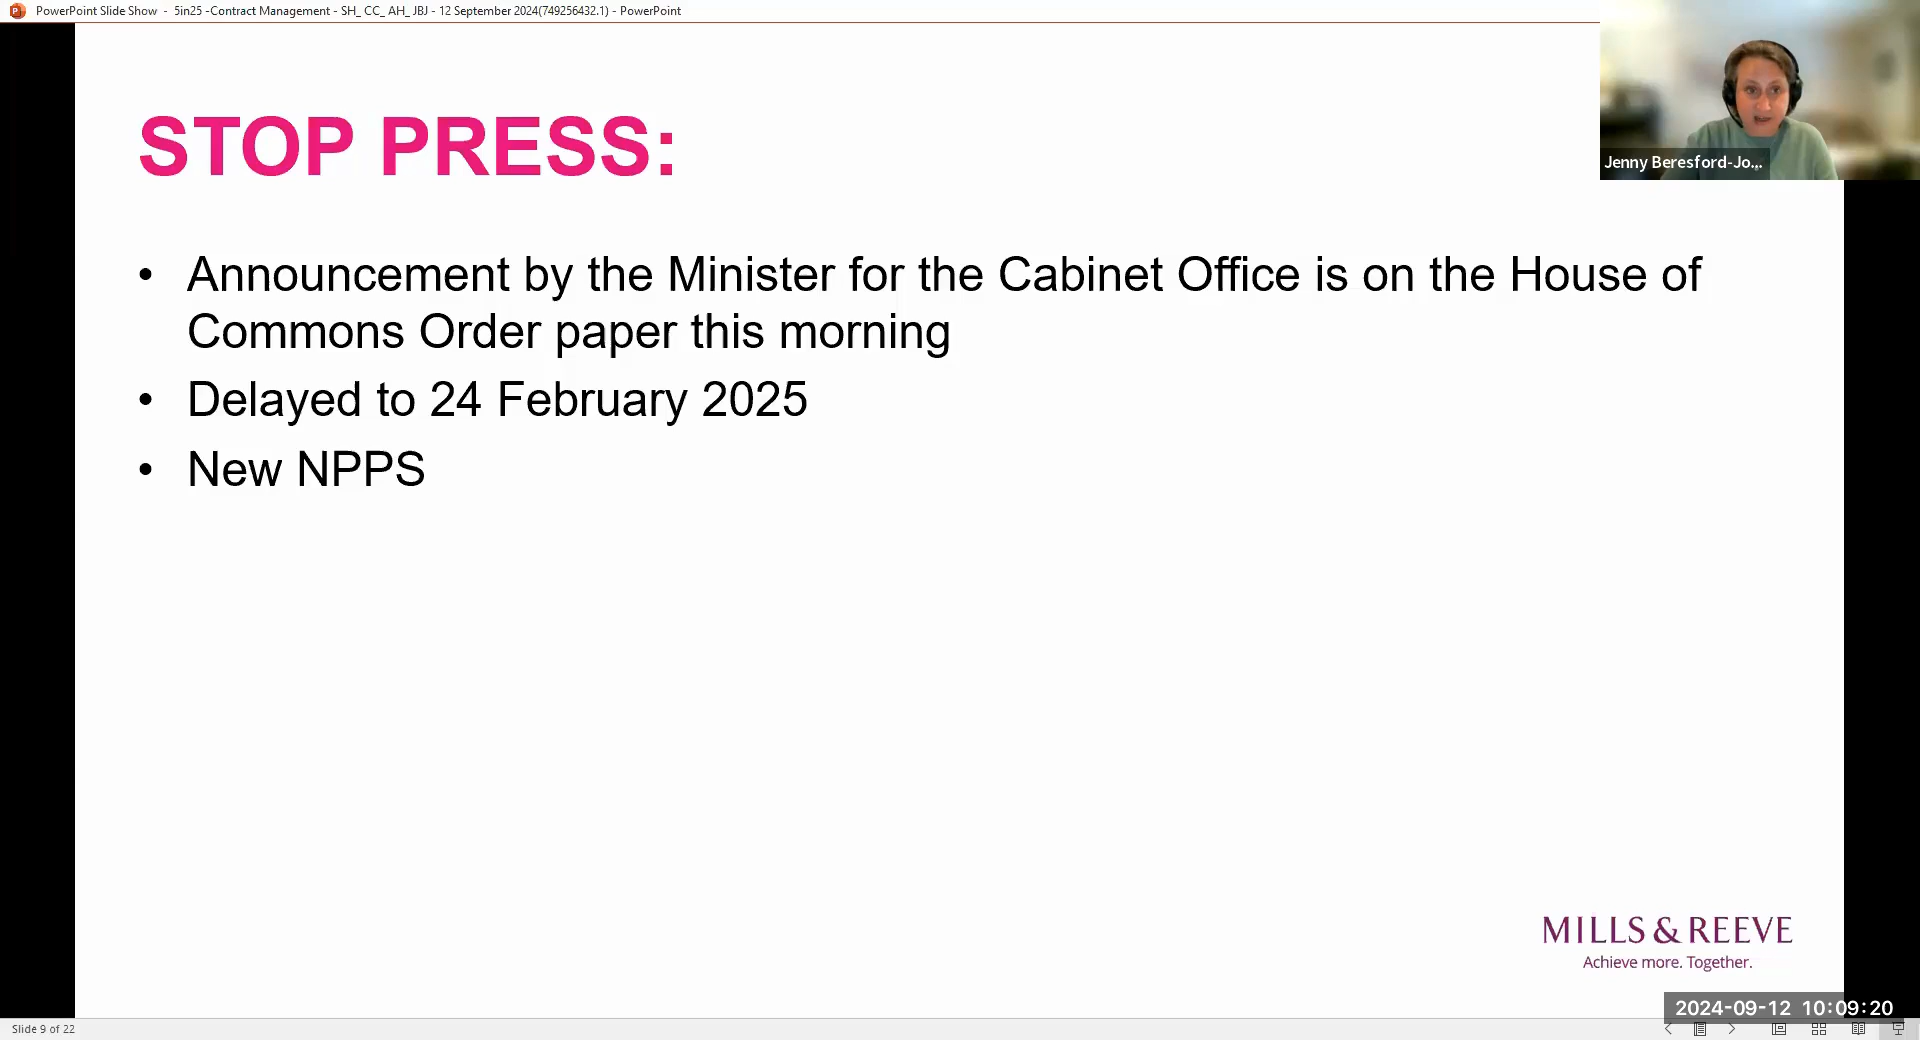 PowerPoint Slide Show - 5in25 -Contract Management - SH_ CC_ AH_ JBJ - 12 September 2024(749256432.1) - PowerPoint
Jenny Beresford-Jo...
STOP PRESS:
• Announcement by the Minister for the Cabinet Office is on the House of
Commons Order paper this morning
• Delayed to 24 February 2025
• New NPPS
MILLS & REEVE
Achieve more. Together.
2024-09-12 10:09:20
Slide 9 of 22